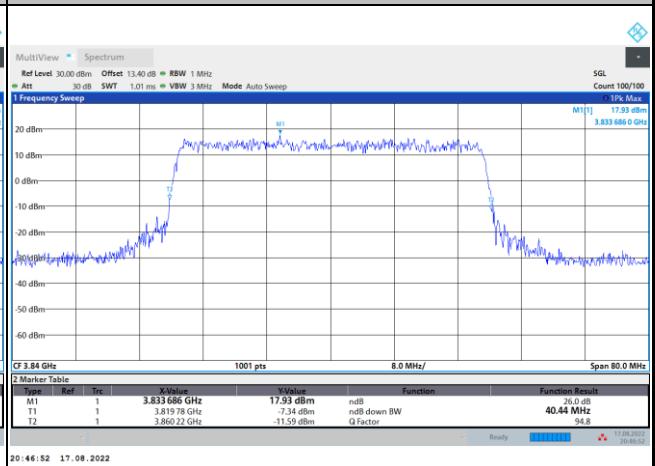 MultiView Spectrum
Ref Level 30.00 dBm Offset 13.40 dB RBW 1 MHz SGL
Att 30 dB SWT 1.01 ms VBW 3 MHz Mode Auto Sweep Count 100/100
1 Frequency Sweep 1Pk Max
M1[1] 17.93 dBm
3.833 686 0 GHz
M1
20 dBm
10 dBm
0 dBm
T1
-10 dBm
T2
-20 dBm
-30 dBm
-40 dBm
-50 dBm
-60 dBm
CF 3.84 GHz 1001 pts 8.0 MHz/ Span 80.0 MHz
2 Marker Table
Type Ref Trc X-Value Y-Value Function Function Result
M1 1 3.833 686 GHz 17.93 dBm ndB 26.0 dB
T1 1 3.819 78 GHz -7.34 dBm ndB down BW 40.44 MHz
T2 1 3.860 22 GHz -11.59 dBm Q Factor 94.8
Ready 17.08.2022
20:46:52
20:46:52 17.08.2022